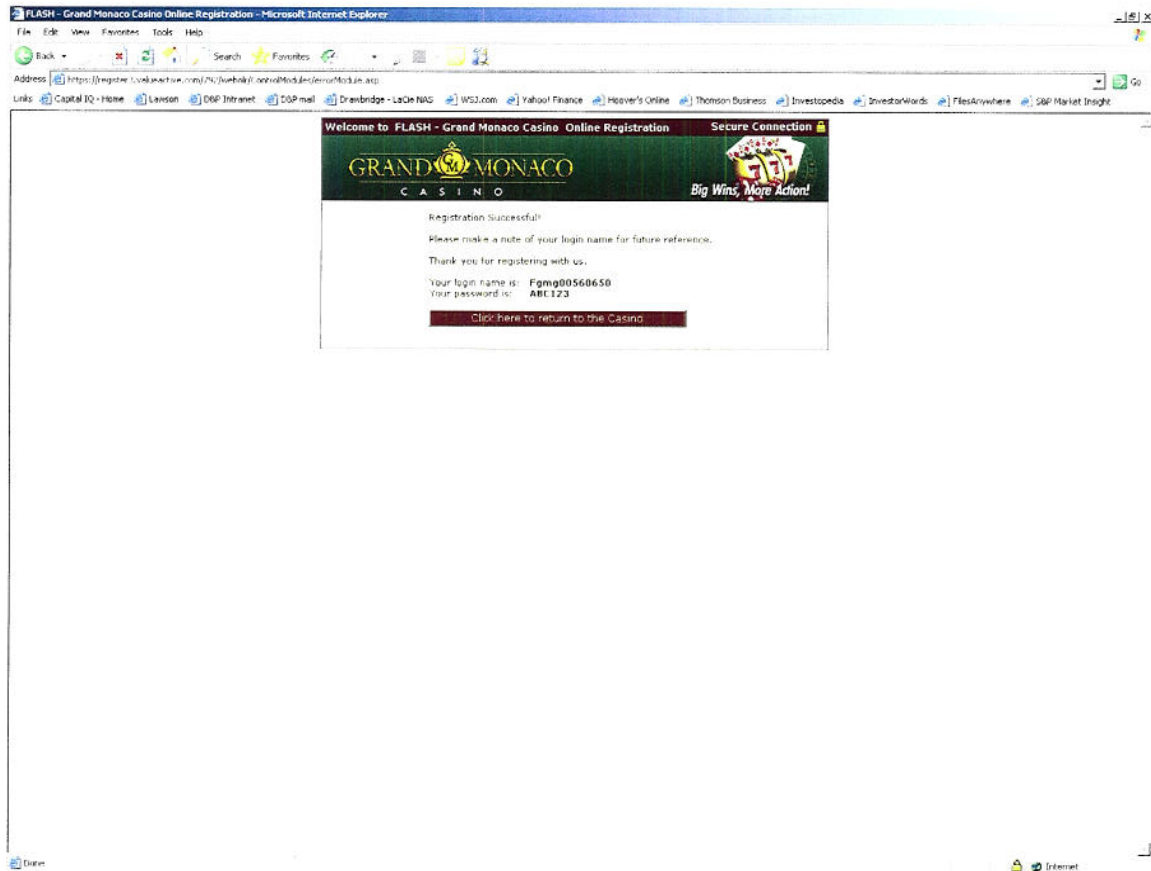 FLASH - Grand Monaco Casino Online Registration - Microsoft Internet Explorer
File Edit View Favorites Tools Help
Back Search Favorites
Address Go
Links Capital IQ - Home Lawson D&P Intranet D&P mail Drawbridge - LaCie NAS WSJ.com Yahoo! Finance Hoover's Online Thomson Business Investopedia InvestorWords FilesAnywhere S&P Market Insight
Welcome to FLASH - Grand Monaco Casino Online Registration Secure Connection
GRAND GM MONACO
CASINO
Big Wins, More Action!
Registration Successful!
Please make a note of your login name for future reference.
Thank you for registering with us.
Your login name is: Fgmg00560650
Your password is: ABC123
Click here to return to the Casino
Done Internet